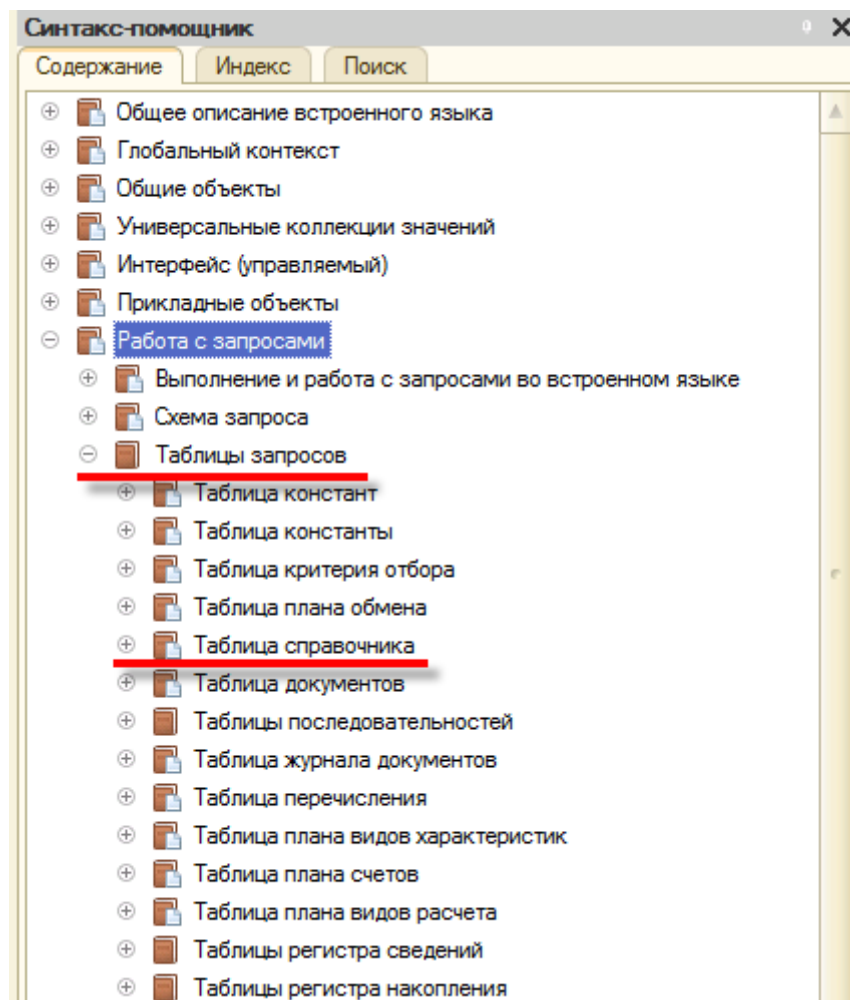 Синтакс-помощник
Содержание Индекс Поиск
Общее описание встроенного языка
Глобальный контекст
Общие объекты
Универсальные коллекции значений
Интерфейс (управляемый)
Прикладные объекты
Работа с запросами
Выполнение и работа с запросами во встроенном языке
Схема запроса
Таблицы запросов
Таблица констант
Таблица константы
Таблица критерия отбора
Таблица плана обмена
Таблица справочника
Таблица документов
Таблицы последовательностей
Таблица журнала документов
Таблица перечисления
Таблица плана видов характеристик
Таблица плана счетов
Таблица плана видов расчета
Таблицы регистра сведений
Таблицы регистра накопления